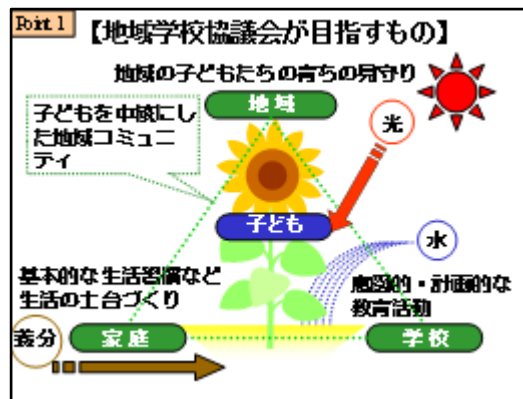 Point 1
【地域学校協議会が目指すもの】
地域の子どもたちの育ちの見守り
地域
子どもを中核にし
た地域コミュニ
ティ
光
子ども
水
基本的な生活習慣など
生活の土台づくり
意図的・計画的な
教育活動
養分
家庭
学校